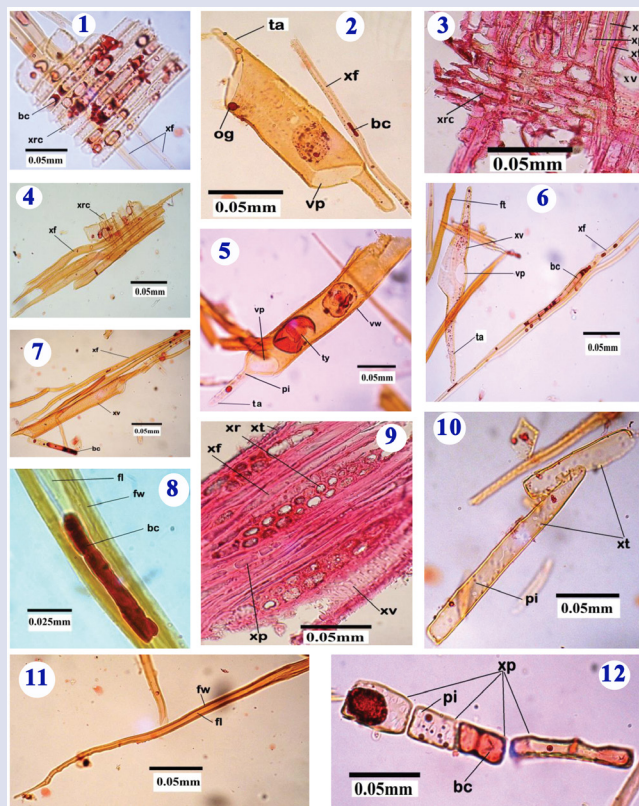 1
bc
xrc
xf
0.05mm
2
ta
xf
og
bc
vp
0.05mm
3
xp
xf
xv
xrc
0.05mm
4
xrc
xf
0.05mm
5
vp
vw
ty
pi
ta
0.05mm
6
ft
xv
xf
bc
vp
ta
0.05mm
7
xf
xv
0.05mm
bc
8
fl
fw
bc
0.025mm
9
xr
xt
xf
xp
xv
0.05mm
10
xt
pi
0.05mm
11
fw
fl
0.05mm
12
xp
pi
bc
0.05mm